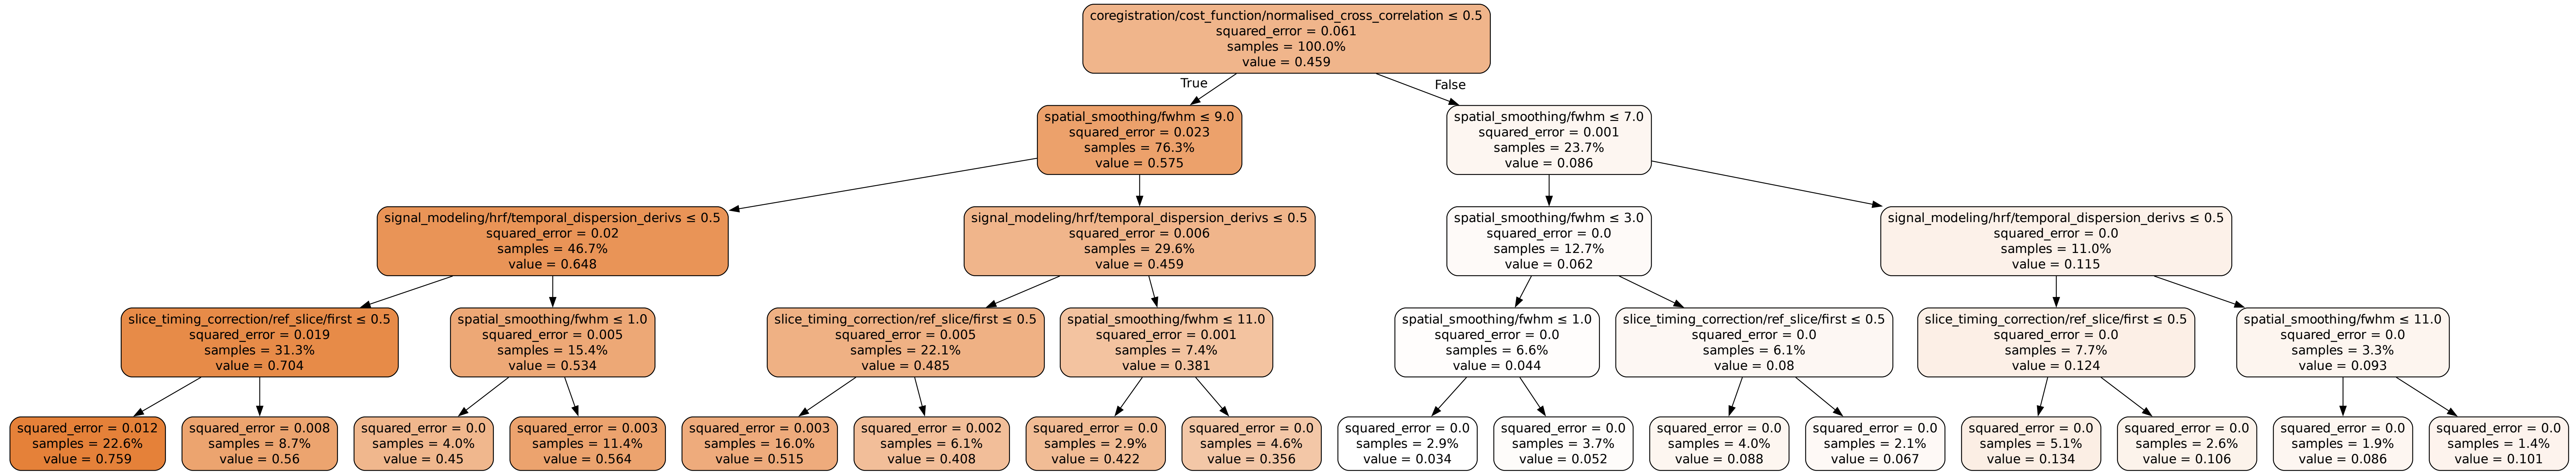 coregistration/cost_function/normalised_cross_correlation ≤ 0.5
squared_error = 0.061
samples = 100.0%
value = 0.459
True
False
spatial_smoothing/fwhm ≤ 9.0
squared_error = 0.023
samples = 76.3%
value = 0.575
spatial_smoothing/fwhm ≤ 7.0
squared_error = 0.001
samples = 23.7%
value = 0.086
signal_modeling/hrf/temporal_dispersion_derivs ≤ 0.5
squared_error = 0.02
samples = 46.7%
value = 0.648
signal_modeling/hrf/temporal_dispersion_derivs ≤ 0.5
squared_error = 0.006
samples = 29.6%
value = 0.459
spatial_smoothing/fwhm ≤ 3.0
squared_error = 0.0
samples = 12.7%
value = 0.062
signal_modeling/hrf/temporal_dispersion_derivs ≤ 0.5
squared_error = 0.0
samples = 11.0%
value = 0.115
slice_timing_correction/ref_slice/first ≤ 0.5
squared_error = 0.019
samples = 31.3%
value = 0.704
spatial_smoothing/fwhm ≤ 1.0
squared_error = 0.005
samples = 15.4%
value = 0.534
slice_timing_correction/ref_slice/first ≤ 0.5
squared_error = 0.005
samples = 22.1%
value = 0.485
spatial_smoothing/fwhm ≤ 11.0
squared_error = 0.001
samples = 7.4%
value = 0.381
spatial_smoothing/fwhm ≤ 1.0
squared_error = 0.0
samples = 6.6%
value = 0.044
slice_timing_correction/ref_slice/first ≤ 0.5
squared_error = 0.0
samples = 6.1%
value = 0.08
slice_timing_correction/ref_slice/first ≤ 0.5
squared_error = 0.0
samples = 7.7%
value = 0.124
spatial_smoothing/fwhm ≤ 11.0
squared_error = 0.0
samples = 3.3%
value = 0.093
squared_error = 0.012
samples = 22.6%
value = 0.759
squared_error = 0.008
samples = 8.7%
value = 0.56
squared_error = 0.0
samples = 4.0%
value = 0.45
squared_error = 0.003
samples = 11.4%
value = 0.564
squared_error = 0.003
samples = 16.0%
value = 0.515
squared_error = 0.002
samples = 6.1%
value = 0.408
squared_error = 0.0
samples = 2.9%
value = 0.422
squared_error = 0.0
samples = 4.6%
value = 0.356
squared_error = 0.0
samples = 2.9%
value = 0.034
squared_error = 0.0
samples = 3.7%
value = 0.052
squared_error = 0.0
samples = 4.0%
value = 0.088
squared_error = 0.0
samples = 2.1%
value = 0.067
squared_error = 0.0
samples = 5.1%
value = 0.134
squared_error = 0.0
samples = 2.6%
value = 0.106
squared_error = 0.0
samples = 1.9%
value = 0.086
squared_error = 0.0
samples = 1.4%
value = 0.101